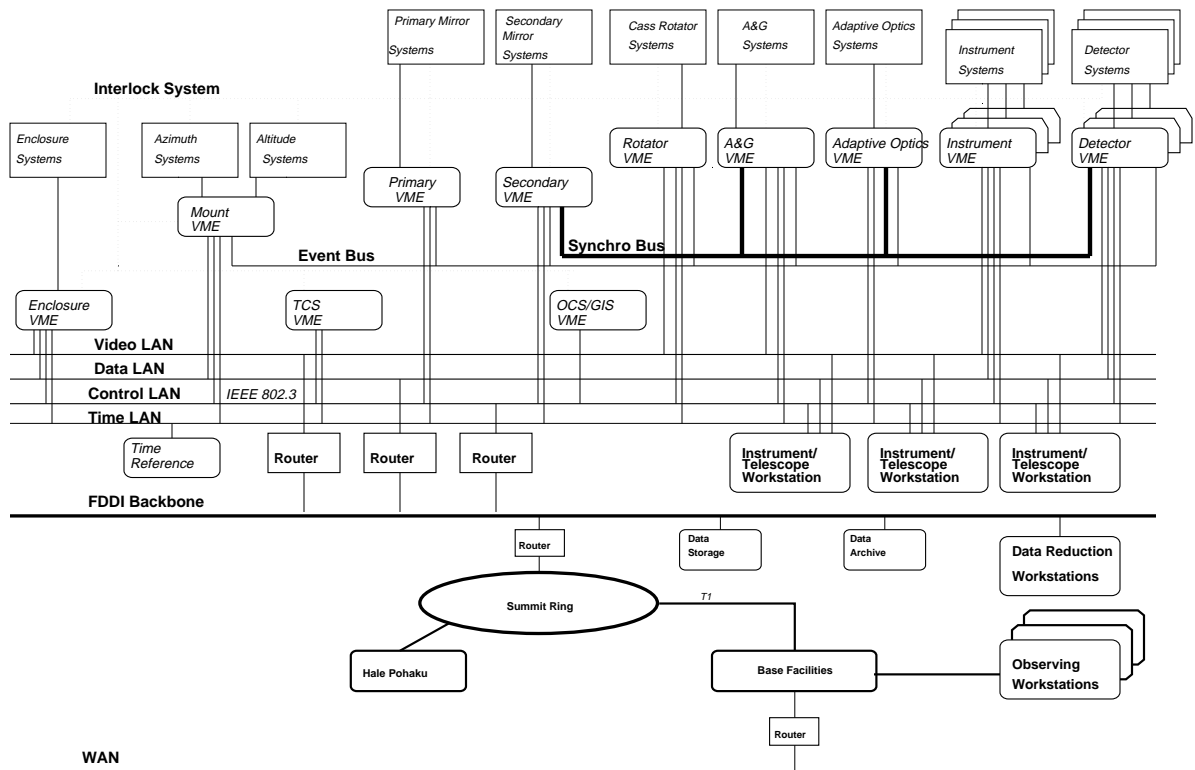 Primary Mirror
Systems
Secondary
Mirror
Systems
Cass Rotator
Systems
A&G
Systems
Adaptive Optics
Systems
Instrument
Systems
Detector
Systems
Interlock System
Enclosure
Systems
Azimuth
Systems
Altitude
Systems
Rotator
VME
A&G
VME
Adaptive Optics
VME
Instrument
VME
Detector
VME
Primary
VME
Secondary
VME
Mount
VME
Synchro Bus
Event Bus
Enclosure
VME
TCS
VME
OCS/GIS
VME
Video LAN
Data LAN
Control LAN
IEEE 802.3
Time LAN
Time
Reference
Router
Router
Router
Instrument/
Telescope
Workstation
Instrument/
Telescope
Workstation
Instrument/
Telescope
Workstation
FDDI Backbone
Router
Data
Storage
Data
Archive
Data Reduction
Workstations
Summit Ring
T1
Hale Pohaku
Base Facilities
Observing
Workstations
Router
WAN